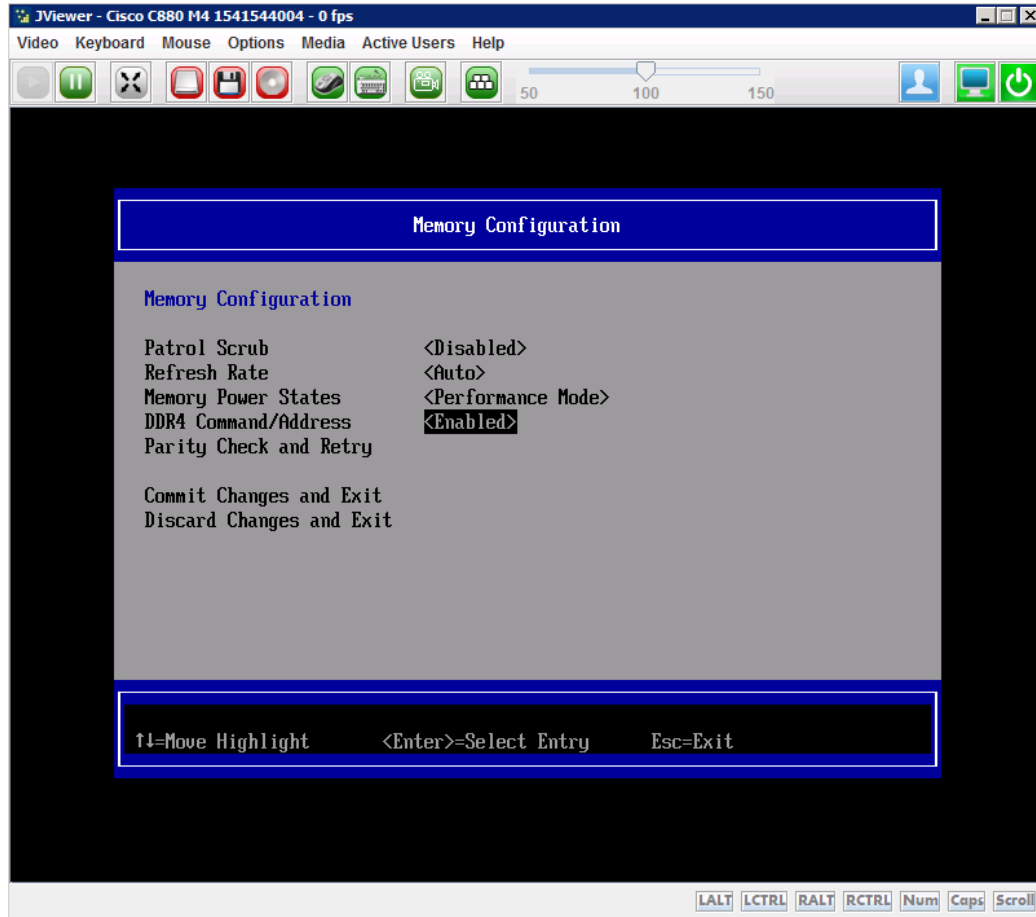 JViewer - Cisco C880 M4 1541544004 - 0 fps
Video Keyboard Mouse Options Media Active Users Help
50 100 150
Memory Configuration
Memory Configuration
Patrol Scrub <Disabled>
Refresh Rate <Auto>
Memory Power States <Performance Mode>
DDR4 Command/Address <Enabled>
Parity Check and Retry
Commit Changes and Exit
Discard Changes and Exit
↑↓=Move Highlight <Enter>=Select Entry Esc=Exit
LALT LCTRL RALT RCTRL Num Caps Scroll